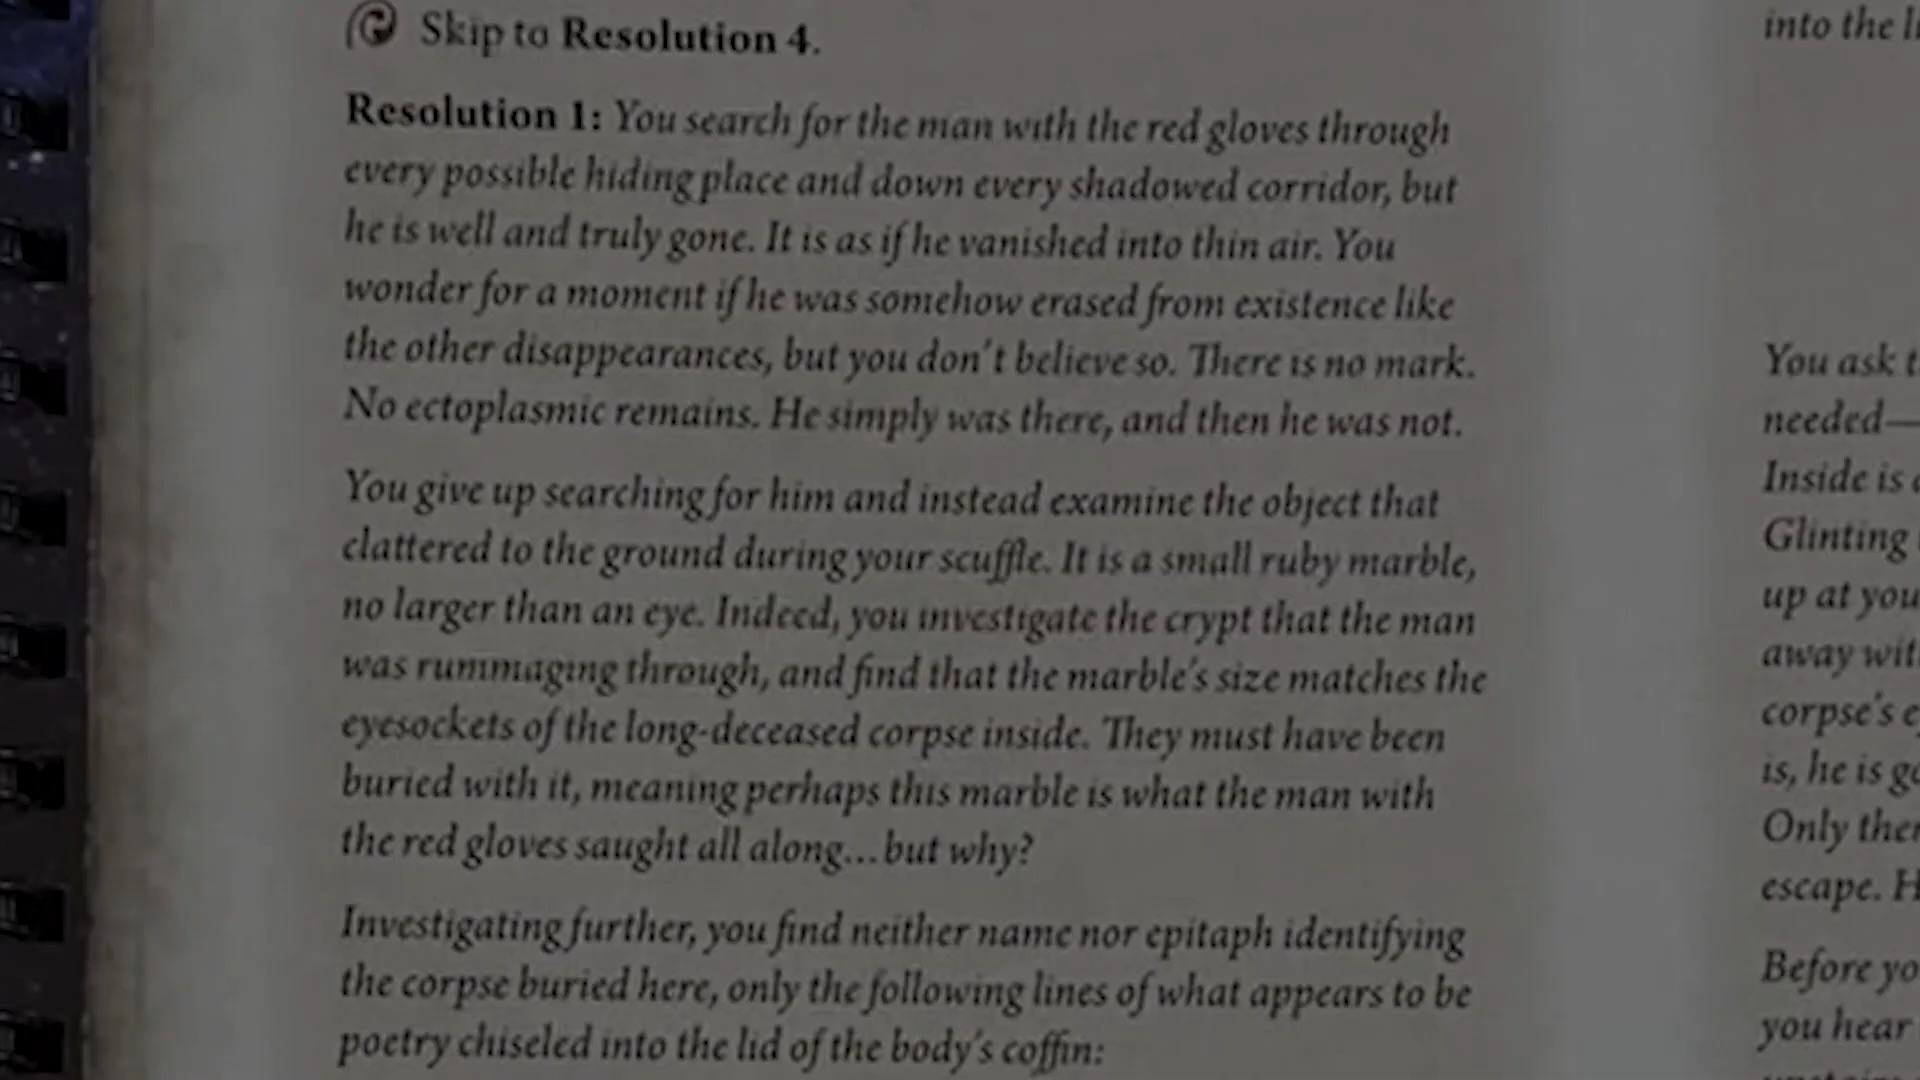 Skip to Resolution 4.
Resolution 1: You search for the man with the red gloves through
every possible hiding place and down every shadowed corridor, but
he is well and truly gone. It is as if he vanished into thin air. You
wonder for a moment if he was somehow erased from existence like
the other disappearances, but you don't believe so. There is no mark.
No ectoplasmic remains. He simply was there, and then he was not.
You give up searching for him and instead examine the object that
clattered to the ground during your scuffle. It is a small ruby marble,
no larger than an eye. Indeed, you investigate the crypt that the man
was rummaging through, and find that the marble's size matches the
eyesockets of the long-deceased corpse inside. They must have been
buried with it, meaning perhaps this marble is what the man with
the red gloves saught all along...but why?
Investigating further, you find neither name nor epitaph identifying
the corpse buried here, only the following lines of what appears to be
poetry chiseled into the lid of the body's coffin:
into the
You ask
needed—
Inside is
Glinting
up at you
away
corpse's
is, he is
Only
escape.
Before
you hear